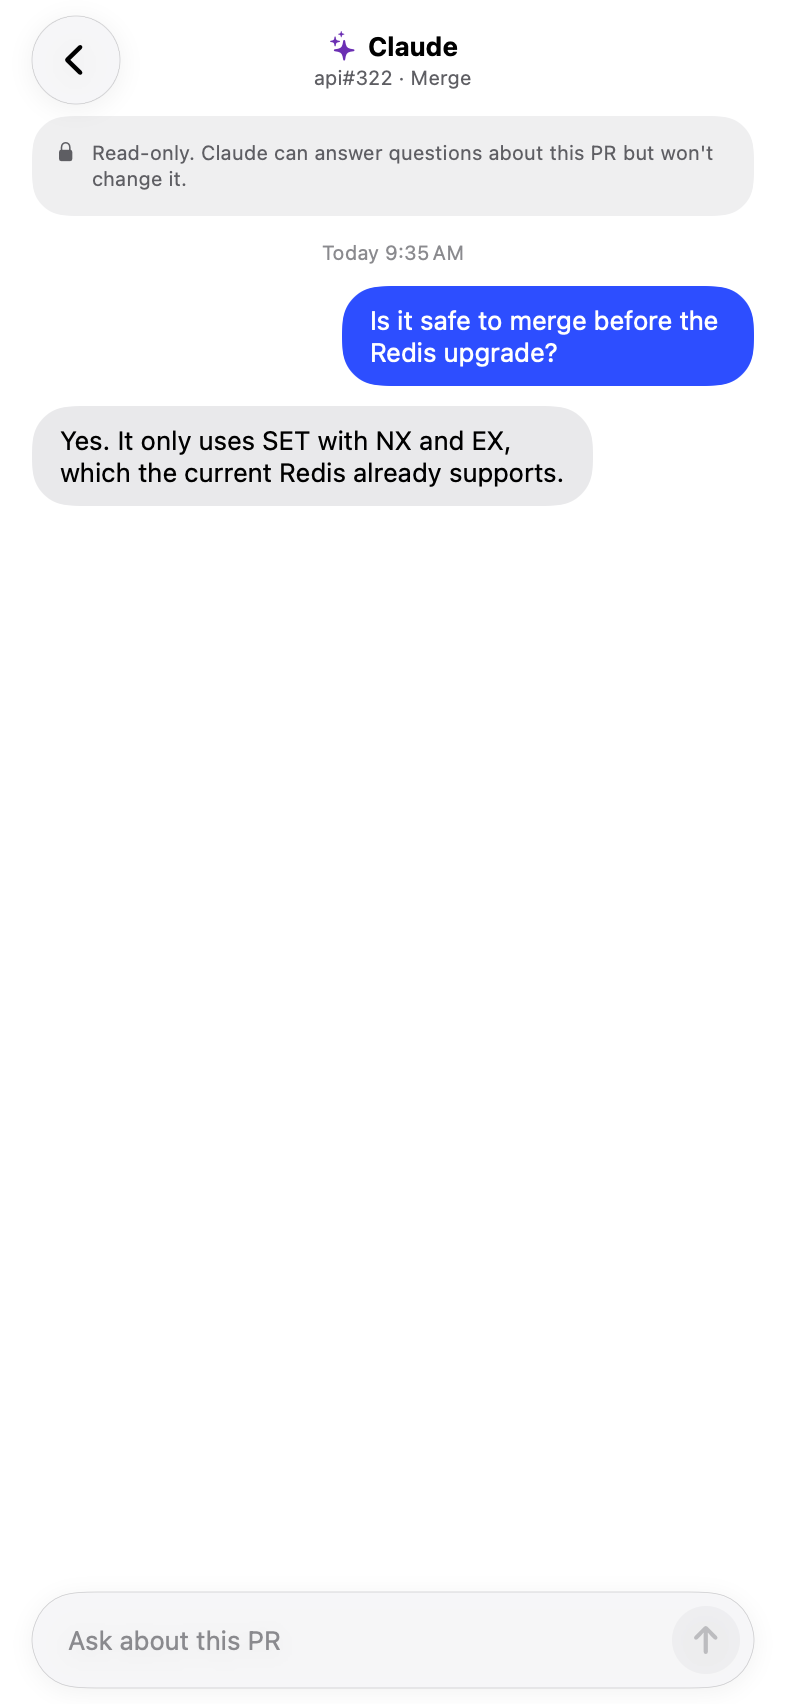 Claude
api#322 · Merge
Read-only. Claude can answer questions about this PR but won't
change it.
Today 9:35 AM
Is it safe to merge before the
Redis upgrade?
Yes. It only uses SET with NX and EX,
which the current Redis already supports.
Ask about this PR